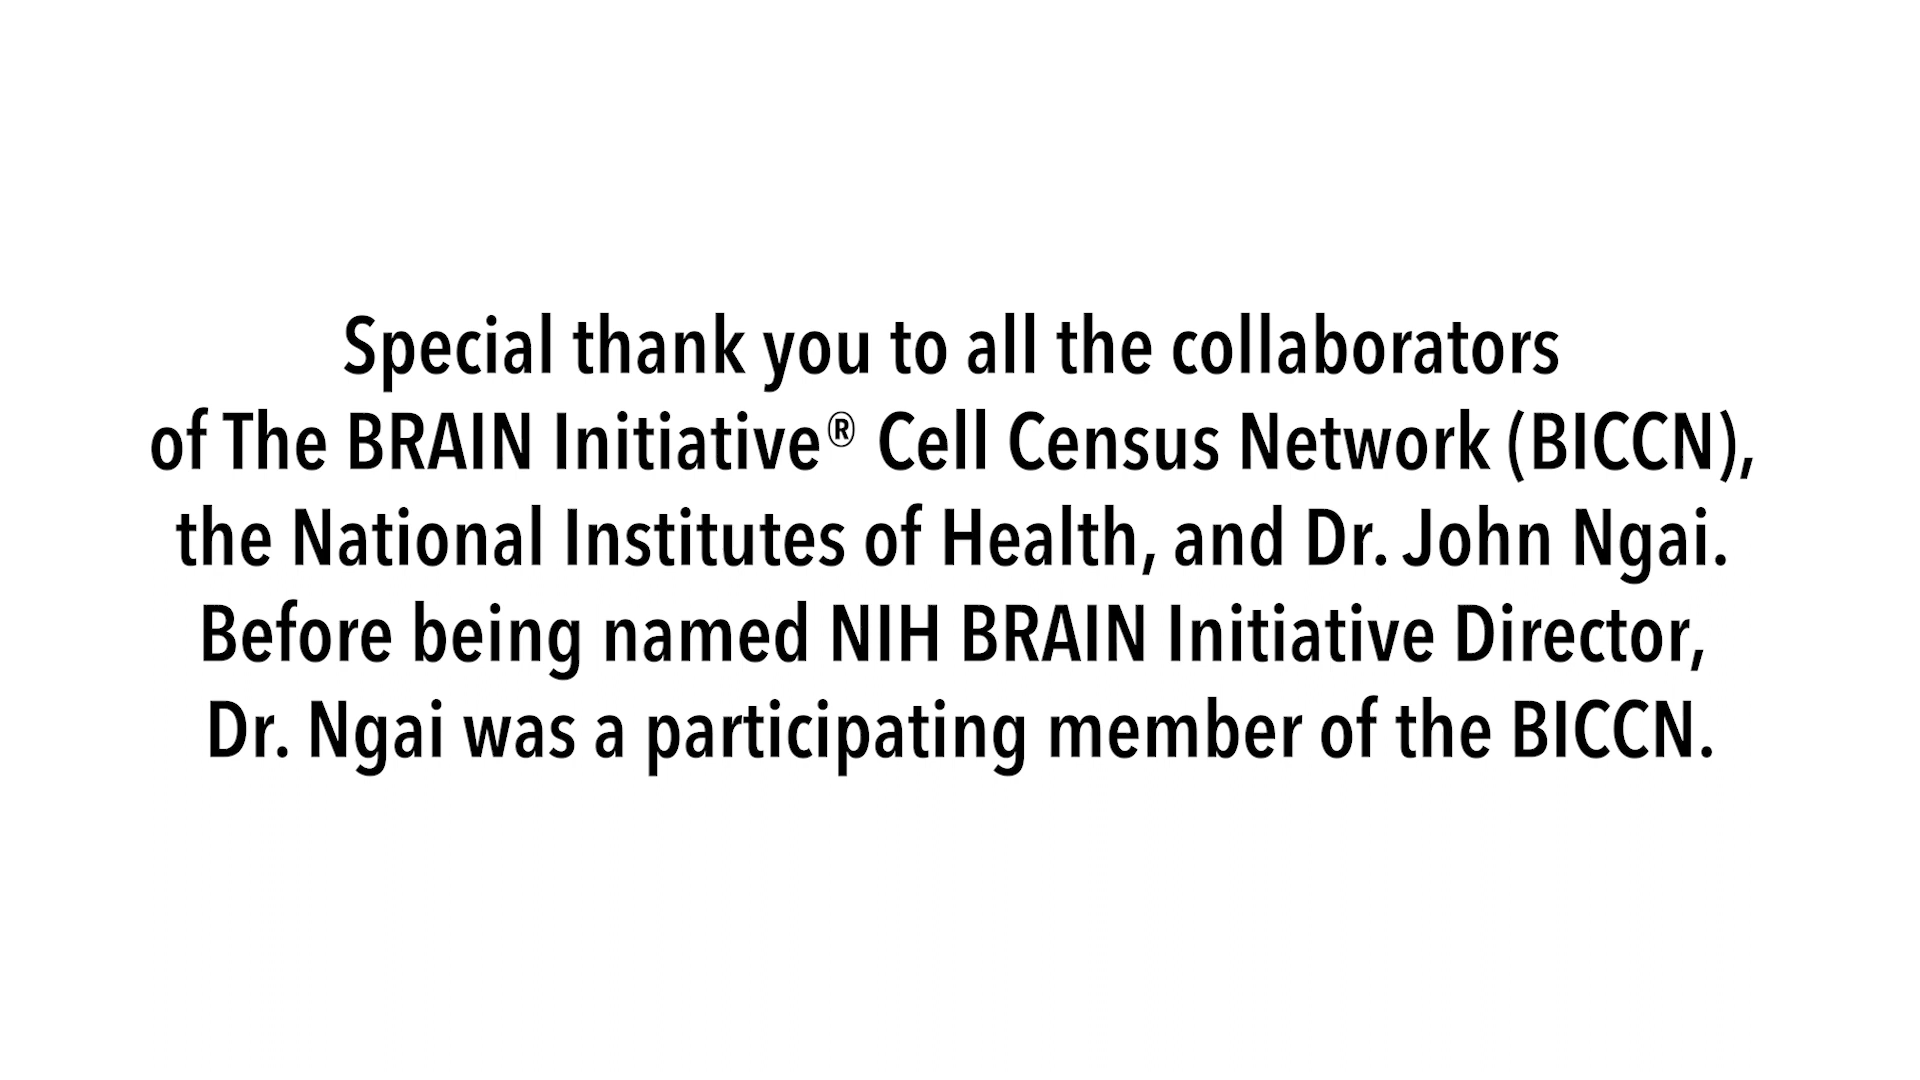 Special thank you to all the collaborators
of The BRAIN Initiative® Cell Census Network (BICCN),
the National Institutes of Health, and Dr. John Ngai.
Before being named NIH BRAIN Initiative Director,
Dr. Ngai was a participating member of the BICCN.